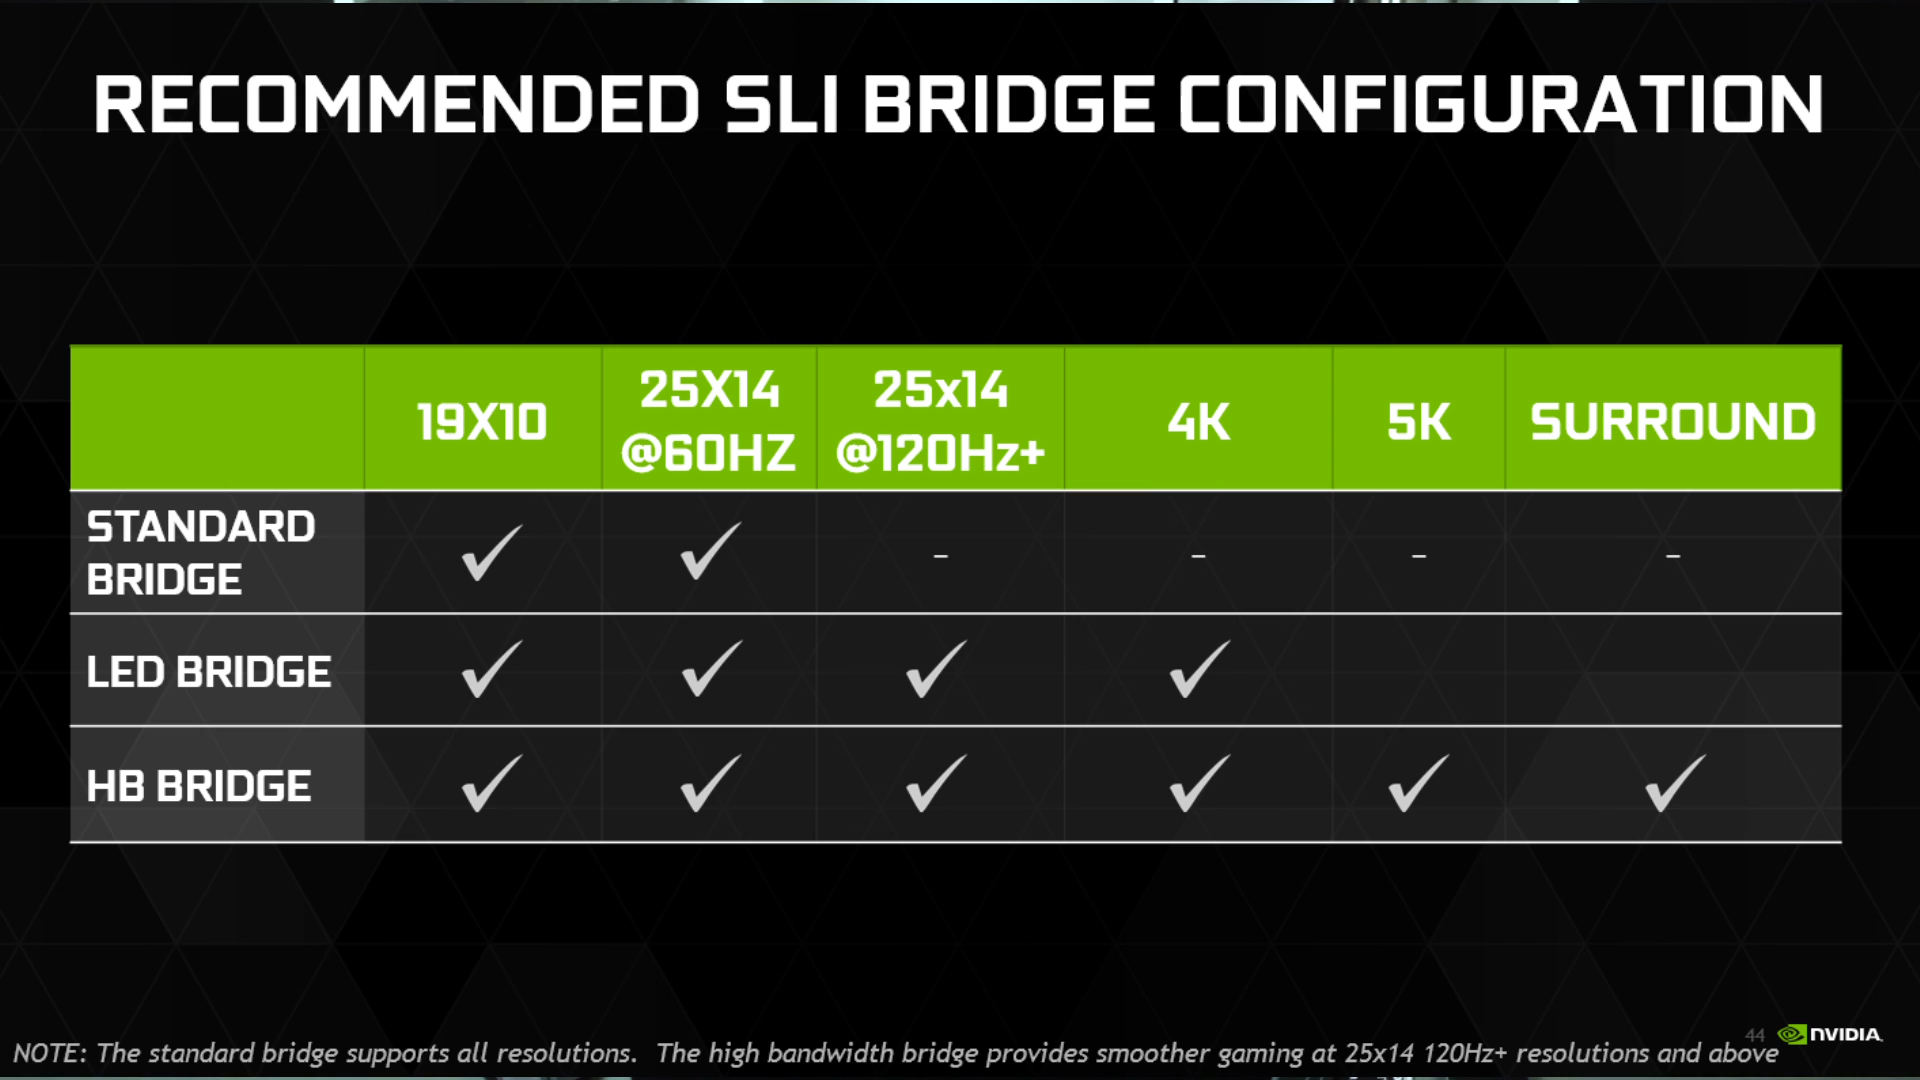 RECOMMENDED SLI BRIDGE CONFIGURATION
19X10
25X14
@60HZ
25x14
@120Hz+
4K
5K
SURROUND
STANDARD
BRIDGE
- - - -
LED BRIDGE
HB BRIDGE
44 NVIDIA.
NOTE: The standard bridge supports all resolutions. The high bandwidth bridge provides smoother gaming at 25x14 120Hz+ resolutions and above